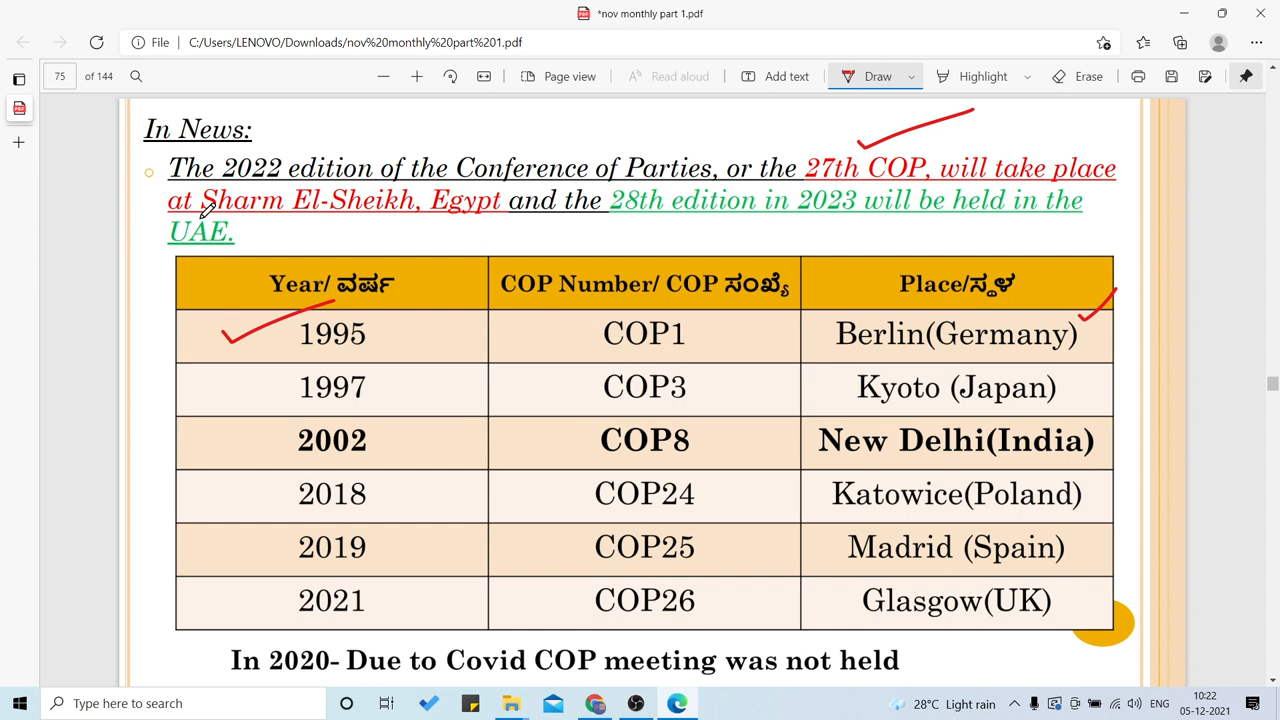 *nov monthly part 1.pdf
File C:/Users/LENOVO/Downloads/nov%20monthly%20part%201.pdf
75 of 144 Page view Read aloud Add text Draw Highlight Erase
In News:
The 2022 edition of the Conference of Parties, or the 27th COP, will take place
at Sharm El-Sheikh, Egypt and the 28th edition in 2023 will be held in the
UAE.
Year/ ವರ್ಷ COP Number/ COP ಸಂಖ್ಯೆ Place/ಸ್ಥಳ
1995 COP1 Berlin(Germany)
1997 COP3 Kyoto (Japan)
2002 COP8 New Delhi(India)
2018 COP24 Katowice(Poland)
2019 COP25 Madrid (Spain)
2021 COP26 Glasgow(UK)
In 2020- Due to Covid COP meeting was not held
Type here to search 28°C Light rain ENG 10:22
05-12-2021